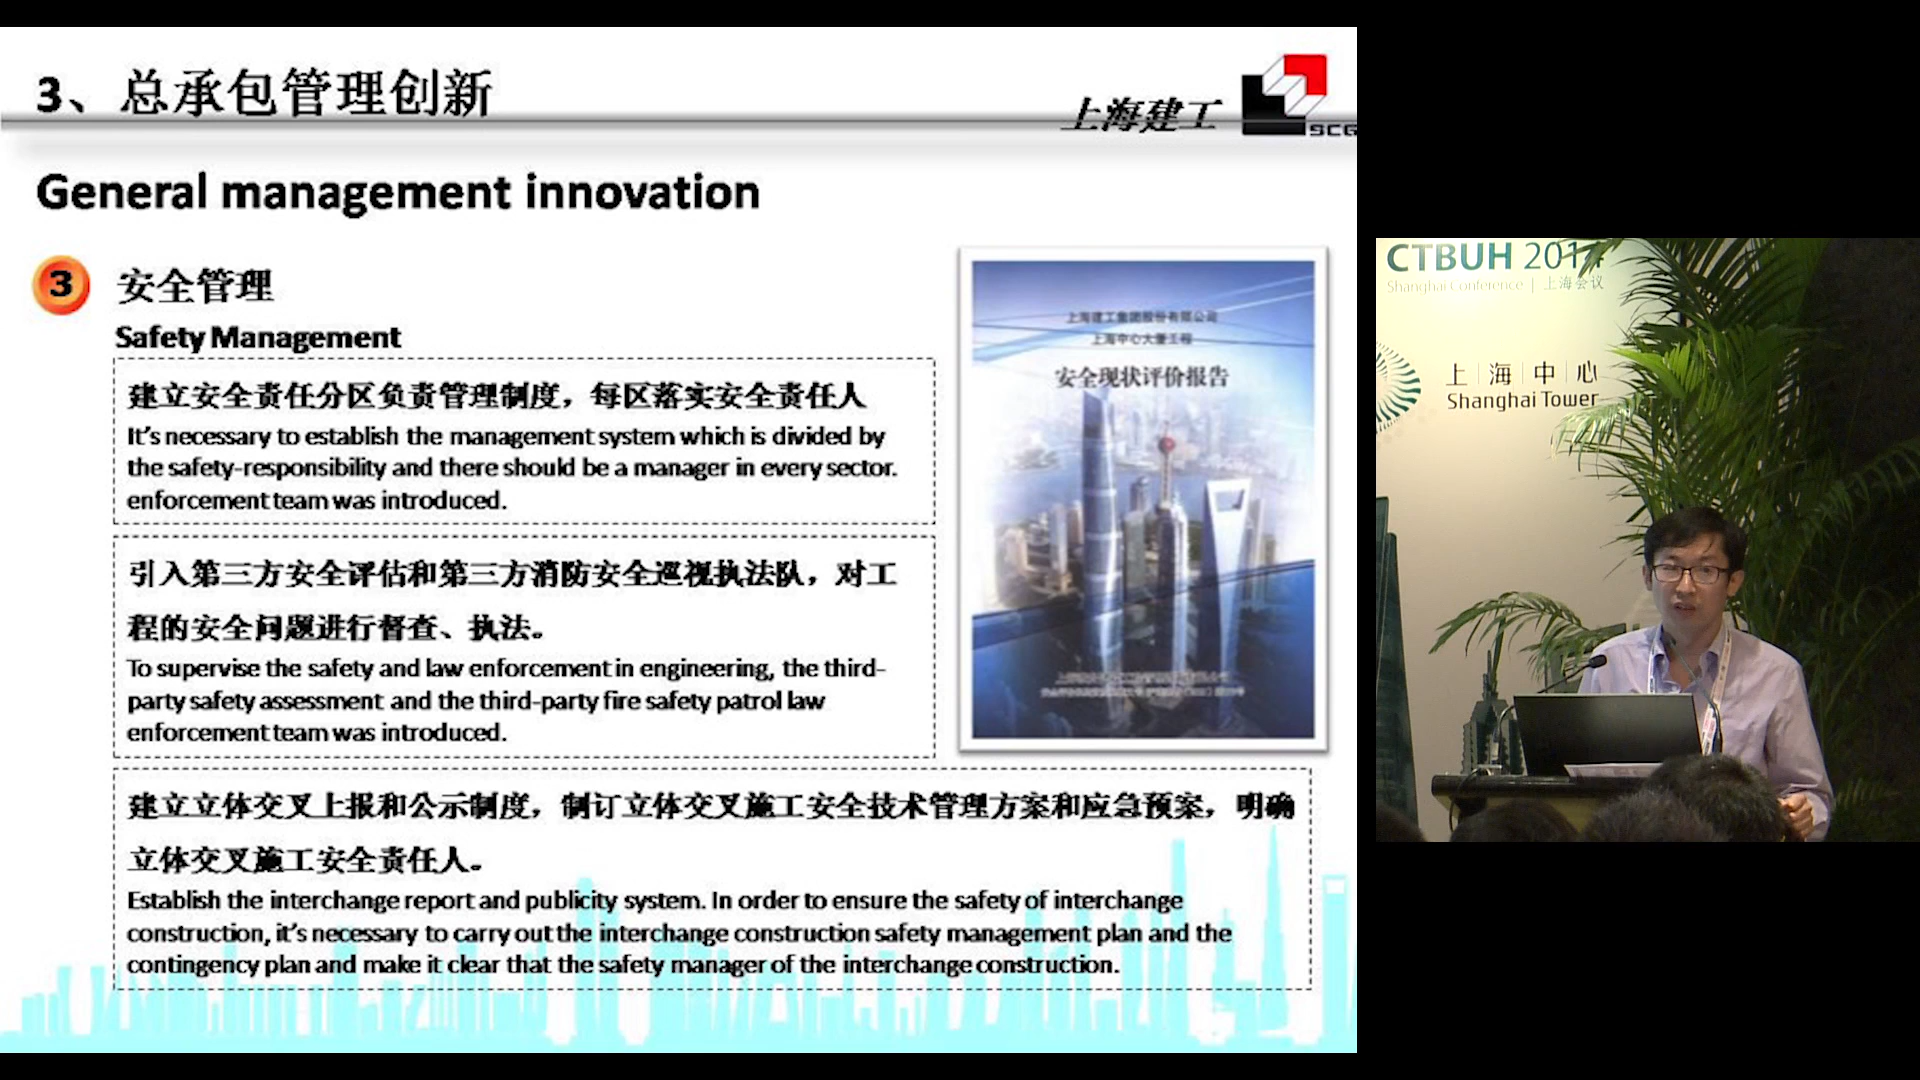 3、总承包管理创新
上海建工
SCG
General management innovation
3
安全管理
Safety Management
建立安全责任分区负责管理制度，每区落实安全责任人
It's necessary to establish the management system which is divided by
the safety-responsibility and there should be a manager in every sector.
enforcement team was introduced.
引入第三方安全评估和第三方消防安全巡视执法队，对工
程的安全问题进行督查、执法。
To supervise the safety and law enforcement in engineering, the third-
party safety assessment and the third-party fire safety patrol law
enforcement team was introduced.
建立立体交叉上报和公示制度，制订立体交叉施工安全技术管理方案和应急预案，明确
立体交叉施工安全责任人。
Establish the interchange report and publicity system. In order to ensure the safety of interchange
construction, it's necessary to carry out the interchange construction safety management plan and the
contingency plan and make it clear that the safety manager of the interchange construction.
上海建工集团股份有限公司
上海中心大厦工程
安全现状评价报告
CTBUH 2014
Shanghai Conference | 上海会议
上海中心
Shanghai Tower